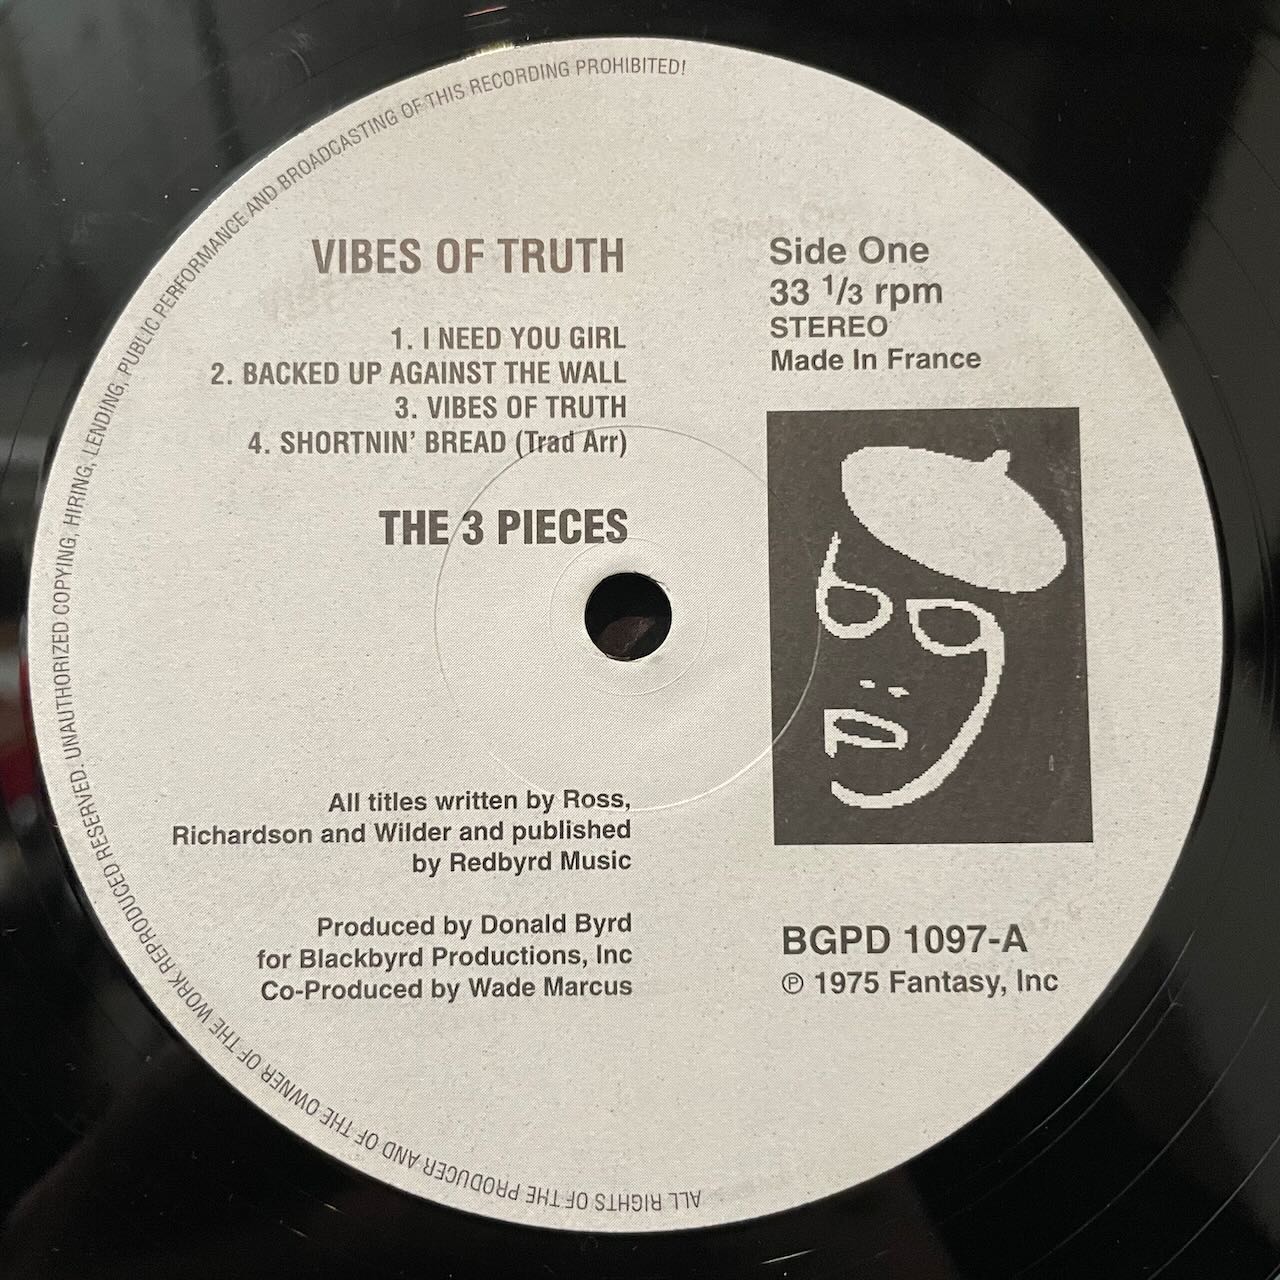 ALL RIGHTS OF THE PRODUCER AND OF THE OWNER OF THE WORK REPRODUCED RESERVED. UNAUTHORIZED COPYING, HIRING, LENDING, PUBLIC PERFORMANCE AND BROADCASTING OF THIS RECORDING PROHIBITED!
VIBES OF TRUTH
1. I NEED YOU GIRL
2. BACKED UP AGAINST THE WALL
3. VIBES OF TRUTH
4. SHORTNIN' BREAD (Trad Arr)
THE 3 PIECES
Side One
33 1/3 rpm
STEREO
Made In France
All titles written by Ross,
Richardson and Wilder and published
by Redbyrd Music
Produced by Donald Byrd
for Blackbyrd Productions, Inc
Co-Produced by Wade Marcus
BGPD 1097-A
℗ 1975 Fantasy, Inc